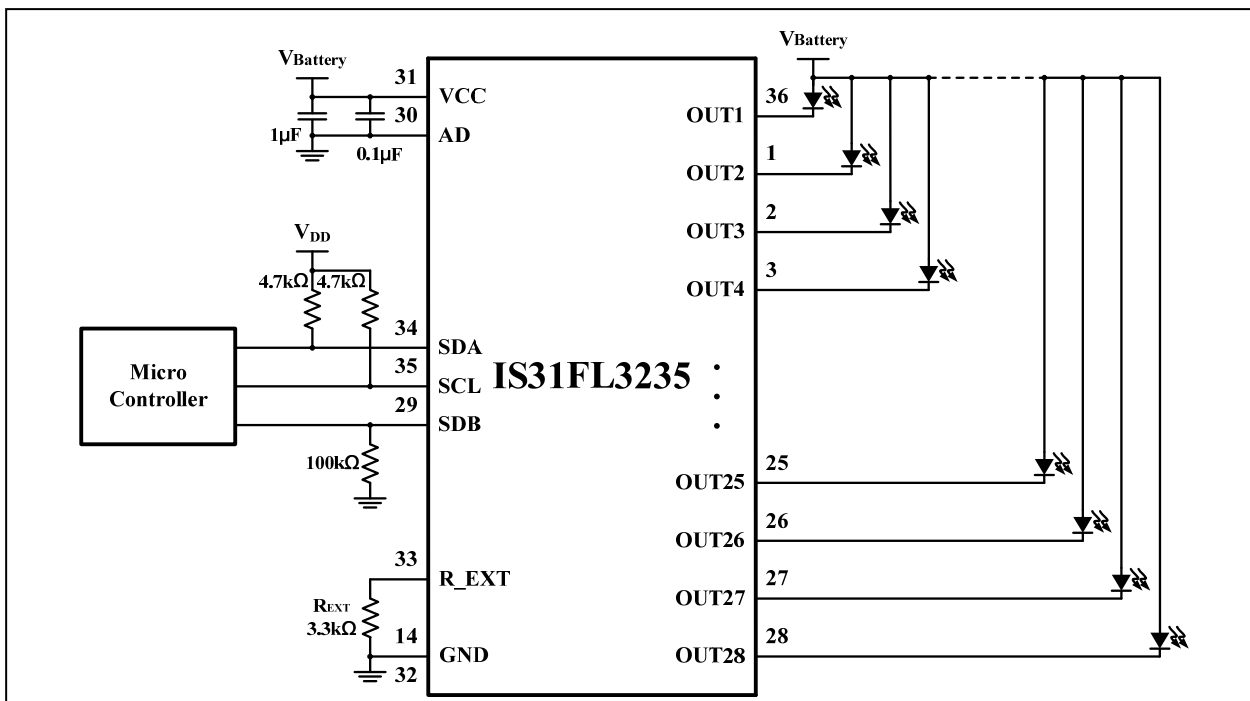 VBattery
31
VCC
30
AD
1μF
0.1μF
VDD
4.7kΩ
4.7kΩ
Micro
Controller
34
SDA
35
SCL
29
SDB
100kΩ
33
R_EXT
REXT
3.3kΩ
14
GND
32
IS31FL3235
VBattery
36
OUT1
1
OUT2
2
OUT3
3
OUT4
25
OUT25
26
OUT26
27
OUT27
28
OUT28